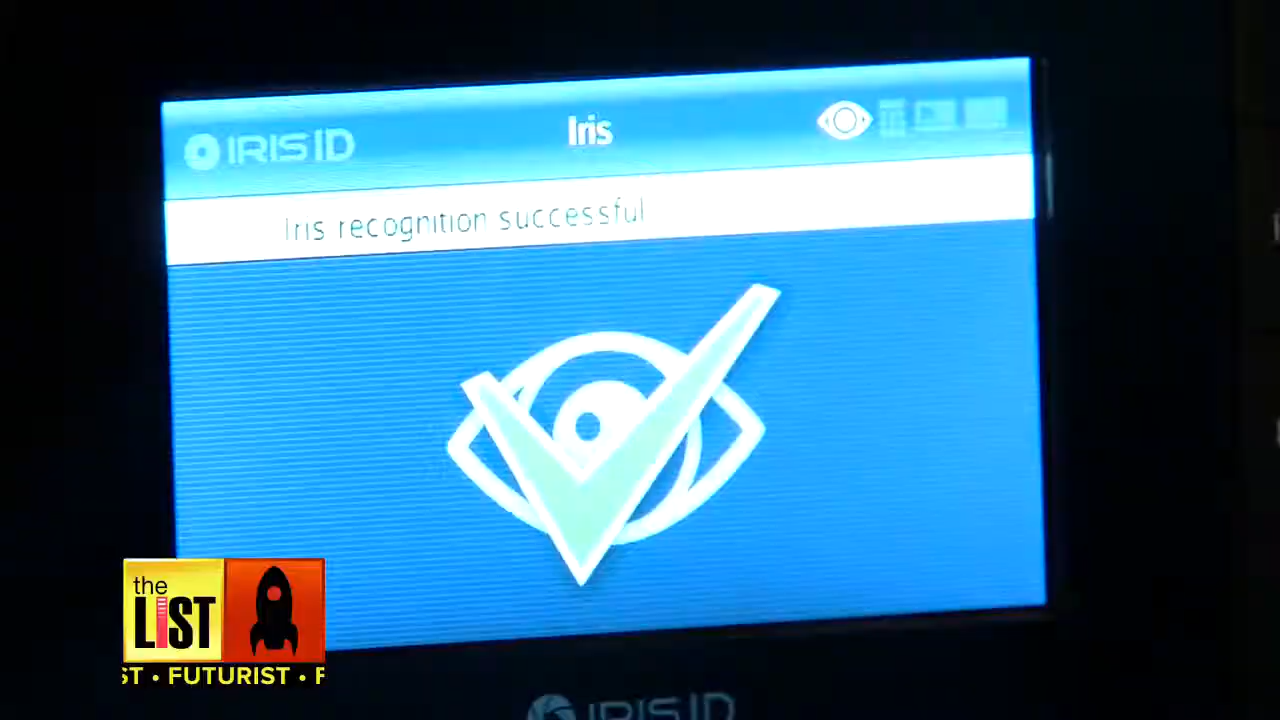 IRIS ID
Iris
Iris recognition successful
the
LIST
ST • FUTURIST • F
IRIS ID